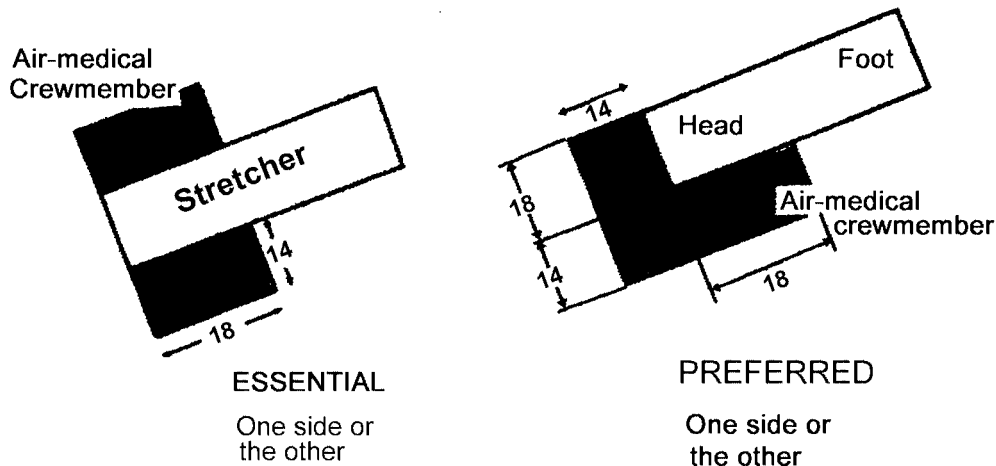 Air-medical
Crewmember
Stretcher
14
18
ESSENTIAL
One side or
the other
Foot
14
Head
18
14
Air-medical
crewmember
18
PREFERRED
One side or
the other